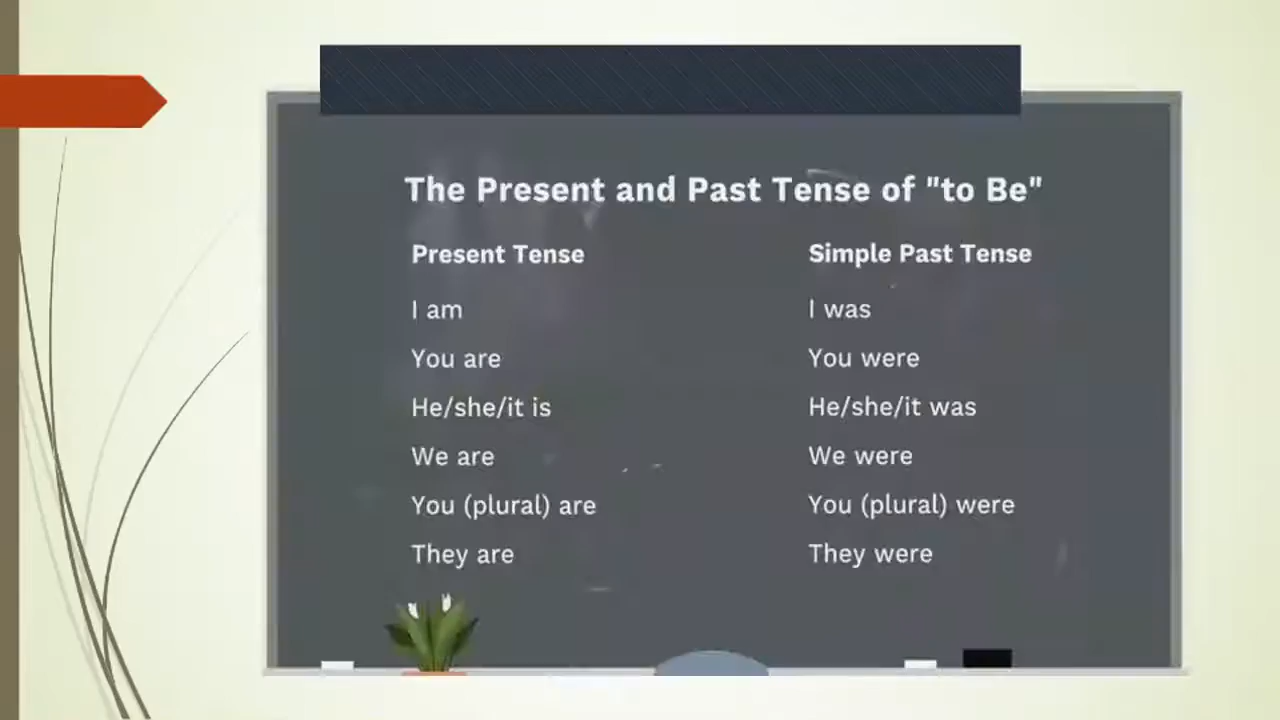 The Present and Past Tense of "to Be"
Present Tense Simple Past Tense
I am I was
You are You were
He/she/it is He/she/it was
We are We were
You (plural) are You (plural) were
They are They were